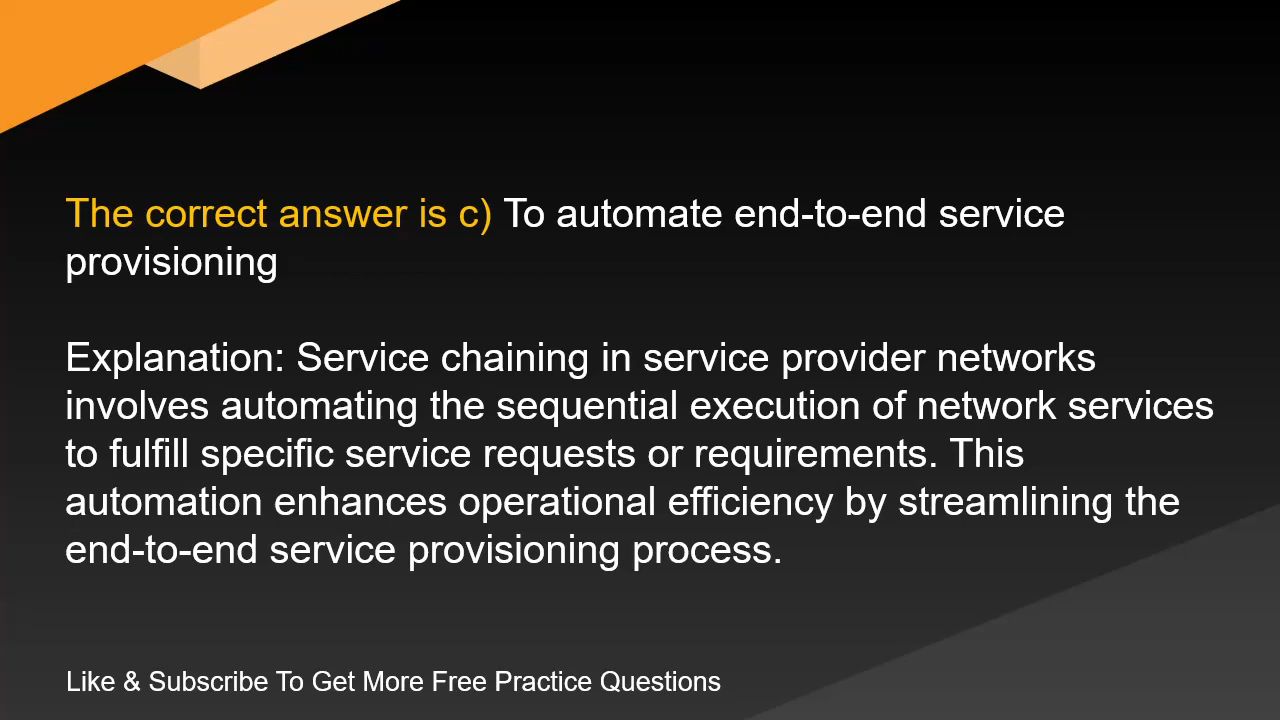 The correct answer is c) To automate end-to-end service
provisioning
Explanation: Service chaining in service provider networks
involves automating the sequential execution of network services
to fulfill specific service requests or requirements. This
automation enhances operational efficiency by streamlining the
end-to-end service provisioning process.
Like & Subscribe To Get More Free Practice Questions